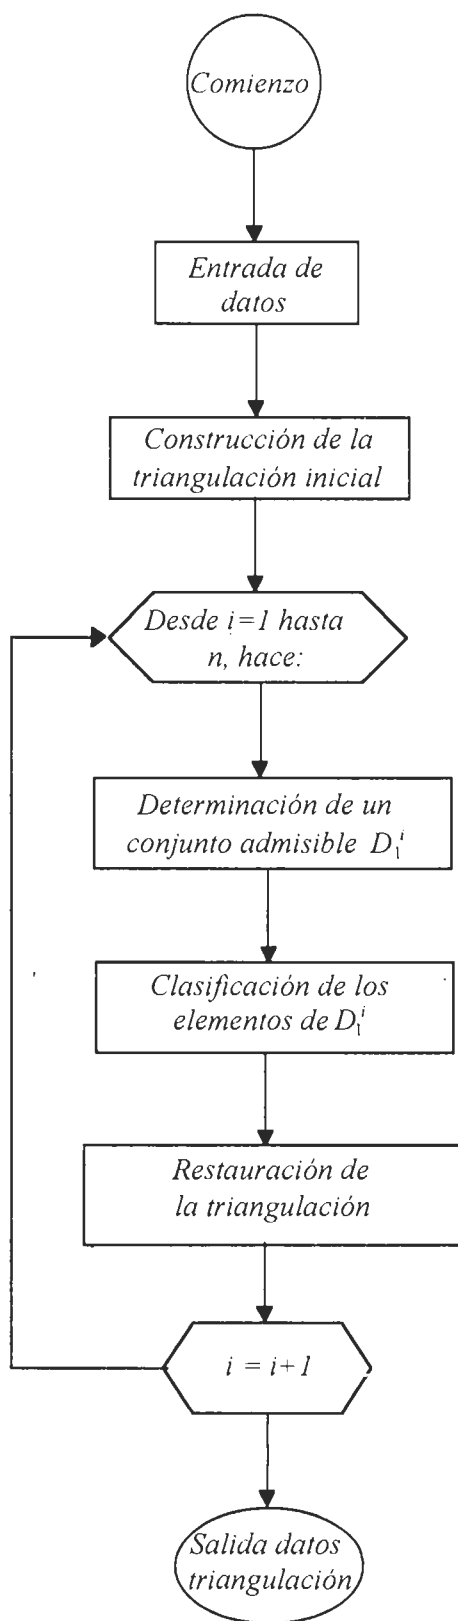 Comienzo
Entrada de
datos
Construcción de la
triangulación inicial
Desde i=1 hasta
n, hace:
Determinación de un
conjunto admisible D₁ⁱ
Clasificación de los
elementos de D₁ⁱ
Restauración de
la triangulación
i = i+1
Salida datos
triangulación